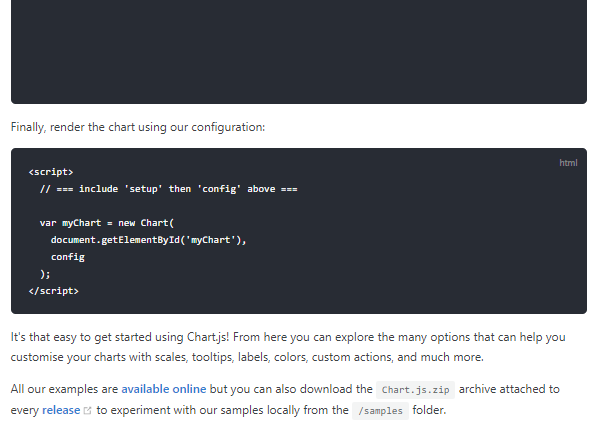 Finally, render the chart using our configuration:
html
<script>
// === include 'setup' then 'config' above ===
var myChart = new Chart(
document.getElementById('myChart'),
config
);
</script>
It's that easy to get started using Chart.js! From here you can explore the many options that can help you
customise your charts with scales, tooltips, labels, colors, custom actions, and much more.
All our examples are available online but you can also download the Chart.js.zip archive attached to
every release to experiment with our samples locally from the /samples folder.